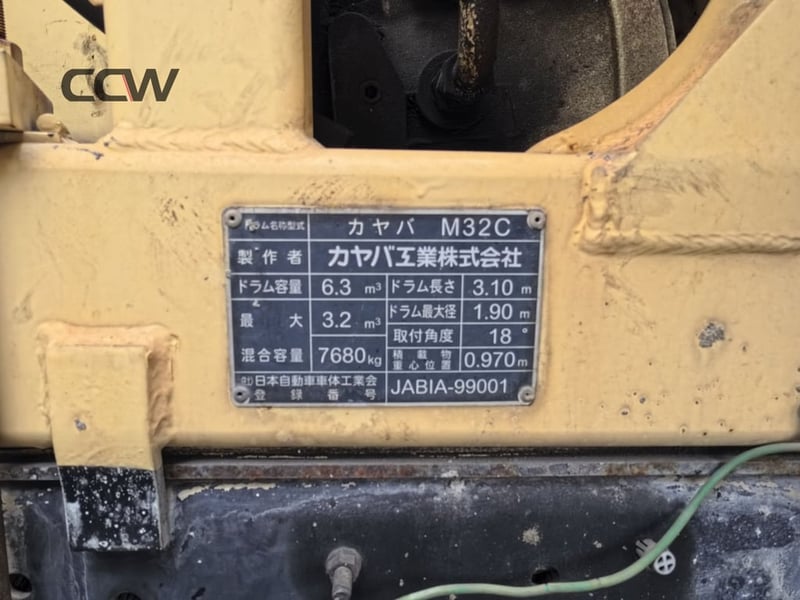 CCW
ドラム名称型式 カヤバ M32C
製作者 カヤバ工業株式会社
ドラム容量 6.3 m³ ドラム長さ 3.10 m
最大 3.2 m³ ドラム最大径 1.90 m
取付角度 18°
混合容量 7680kg 積載物重心位置 0.970m
(社)日本自動車車体工業会
登録番号 JABIA-99001